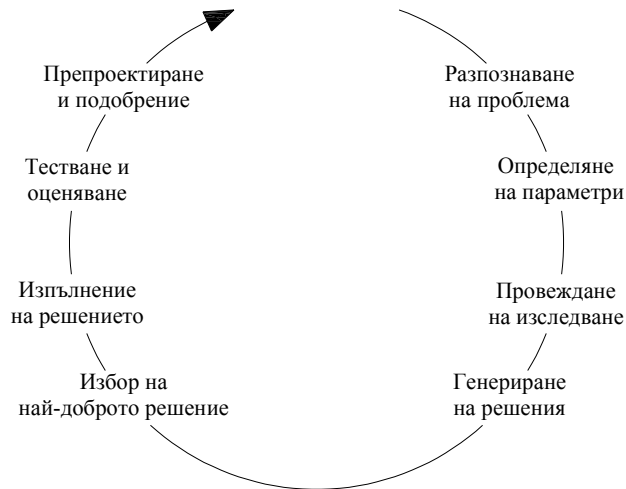 Разпознаване
на проблема
Определяне
на параметри
Провеждане
на изследване
Генериране
на решения
Избор на
най-доброто решение
Изпълнение
на решението
Тестване и
оценяване
Препроектиране
и подобрение